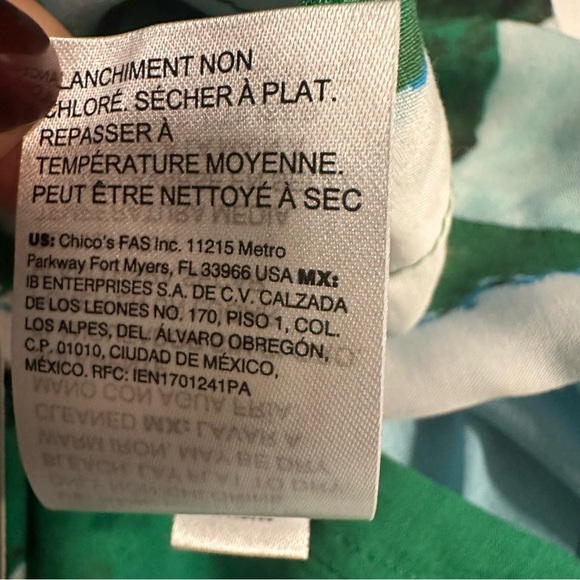 LANCHIMENT NON
CHLORÉ. SÉCHER À PLAT.
REPASSER À
TEMPÉRATURE MOYENNE.
PEUT ÊTRE NETTOYÉ À SEC
US: Chico's FAS Inc. 11215 Metro
Parkway Fort Myers, FL 33966 USA MX:
IB ENTERPRISES S.A. DE C.V. CALZADA
DE LOS LEONES NO. 170, PISO 1, COL.
LOS ALPES, DEL. ÁLVARO OBREGÓN,
C.P. 01010, CIUDAD DE MÉXICO,
MÉXICO. RFC: IEN1701241PA